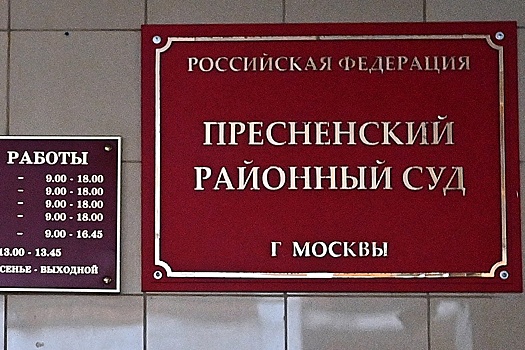 РОССИЙСКАЯ ФЕДЕРАЦИЯ
ПРЕСНЕНСКИЙ
РАЙОННЫЙ СУД
Г МОСКВЫ
РАБОТЫ
- 9.00 - 18.00
- 9.00 - 18.00
- 9.00 - 18.00
- 9.00 - 18.00
- 9.00 - 16.45
13.00 - 13.45
СЕНЬЕ - ВЫХОДНОЙ